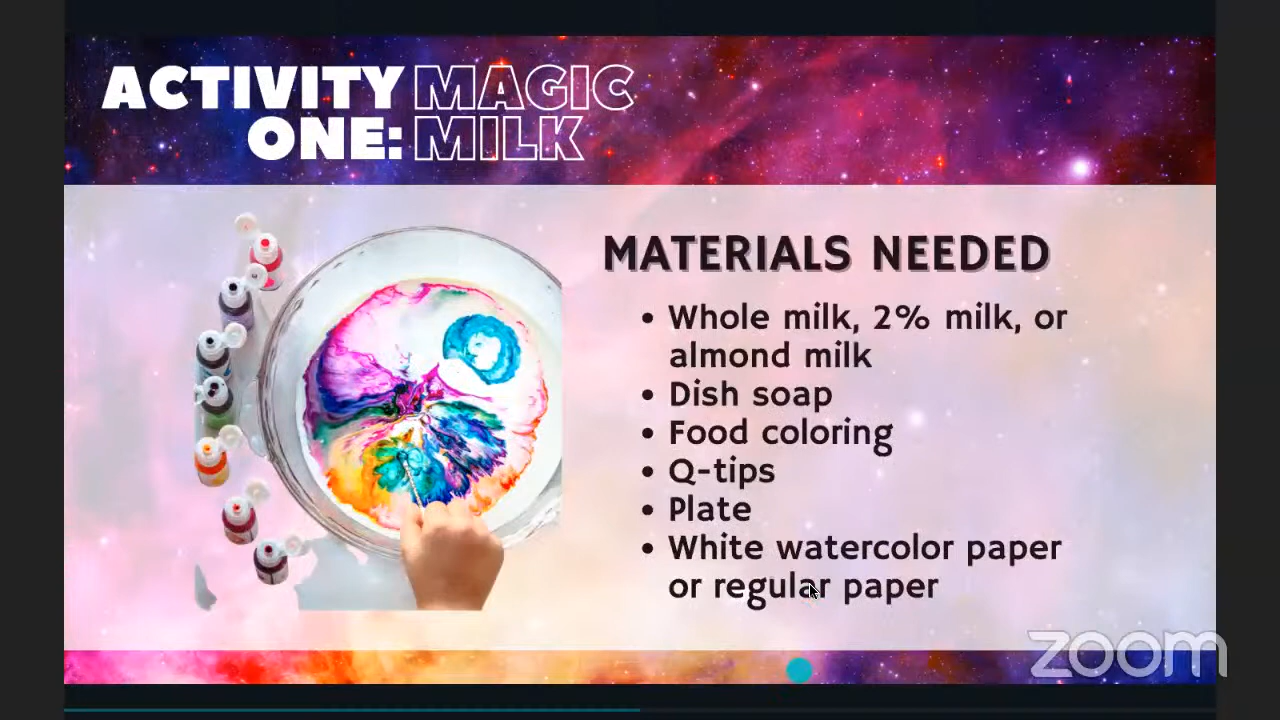 ACTIVITY MAGIC
ONE: MILK
MATERIALS NEEDED
• Whole milk, 2% milk, or
almond milk
• Dish soap
• Food coloring
• Q-tips
• Plate
• White watercolor paper
or regular paper
zoom